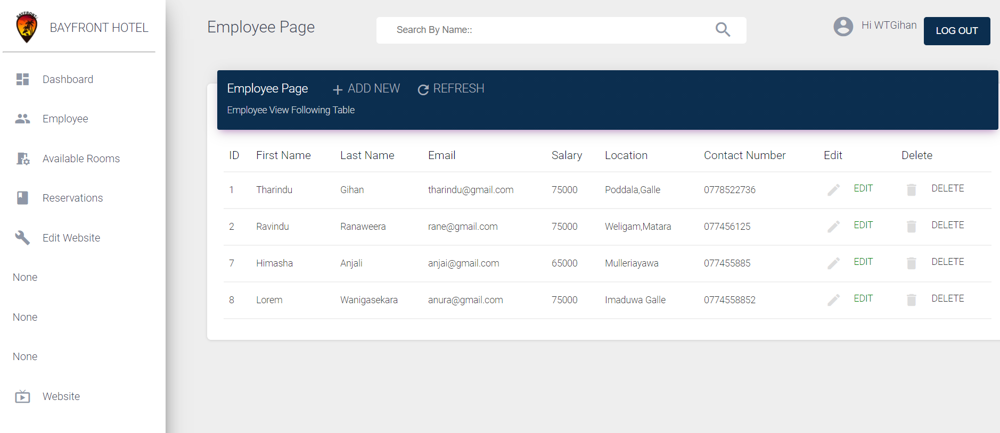 BAYFRONT
BAYFRONT HOTEL
Dashboard
Employee
Available Rooms
Reservations
Edit Website
None
None
None
Website
Employee Page
Search By Name::
Hi WTGihan
LOG OUT
Employee Page ADD NEW REFRESH
Employee View Following Table
ID First Name Last Name Email Salary Location Contact Number Edit Delete
1 Tharindu Gihan tharindu@gmail.com 75000 Poddala,Galle 0778522736 EDIT DELETE
2 Ravindu Ranaweera rane@gmail.com 75000 Weligam,Matara 077456125 EDIT DELETE
7 Himasha Anjali anjai@gmail.com 65000 Mulleriayawa 077455885 EDIT DELETE
8 Lorem Wanigasekara anura@gmail.com 75000 Imaduwa Galle 0774558852 EDIT DELETE